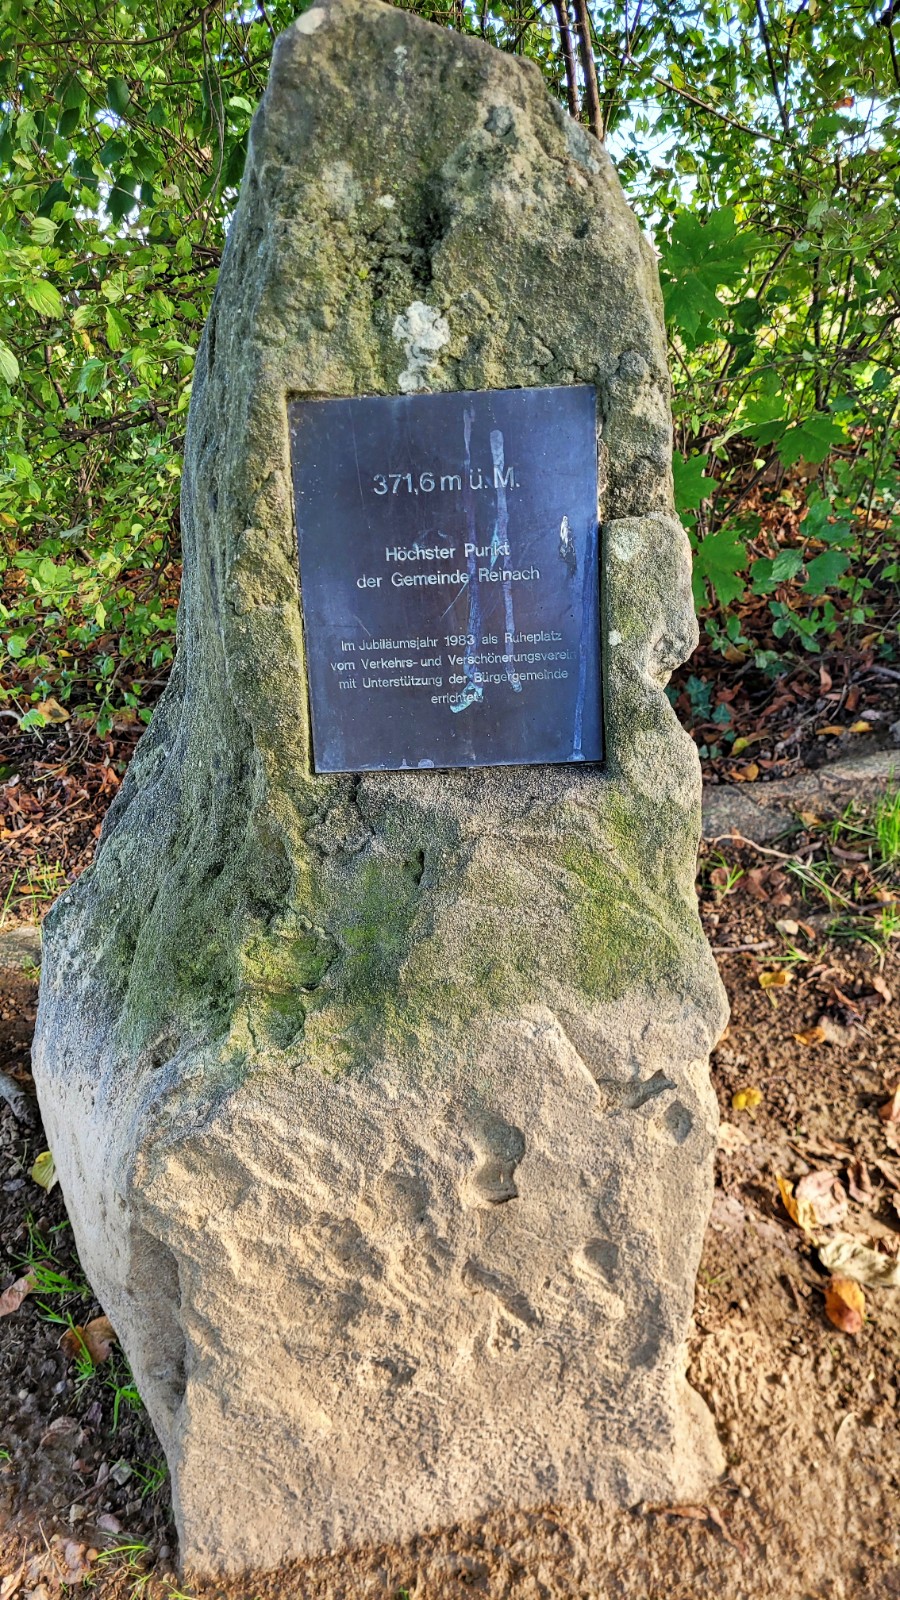 371,6 m ü. M.
Höchster Punkt
der Gemeinde Reinach
Im Jubiläumsjahr 1983 als Ruheplatz
vom Verkehrs- und Verschönerungsverein
mit Unterstützung der Bürgergemeinde
errichtet.